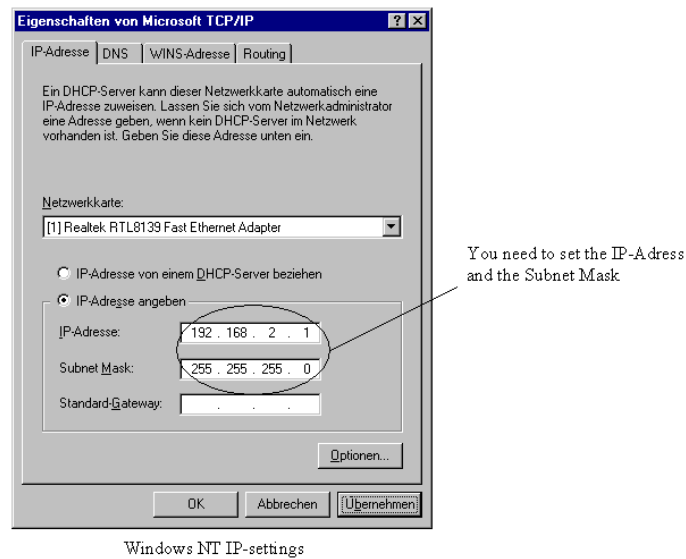 Eigenschaften von Microsoft TCP/IP
IP-Adresse DNS WINS-Adresse Routing
Ein DHCP-Server kann dieser Netzwerkkarte automatisch eine
IP-Adresse zuweisen. Lassen Sie sich vom Netzwerkadministrator
eine Adresse geben, wenn kein DHCP-Server im Netzwerk
vorhanden ist. Geben Sie diese Adresse unten ein.
Netzwerkkarte:
[1] Realtek RTL8139 Fast Ethernet Adapter
IP-Adresse von einem DHCP-Server beziehen
IP-Adresse angeben
IP-Adresse: 192 . 168 . 2 . 1
Subnet Mask: 255 . 255 . 255 . 0
Standard-Gateway: . . .
Optionen...
OK Abbrechen Übernehmen
You need to set the IP-Adress
and the Subnet Mask
Windows NT IP-settings